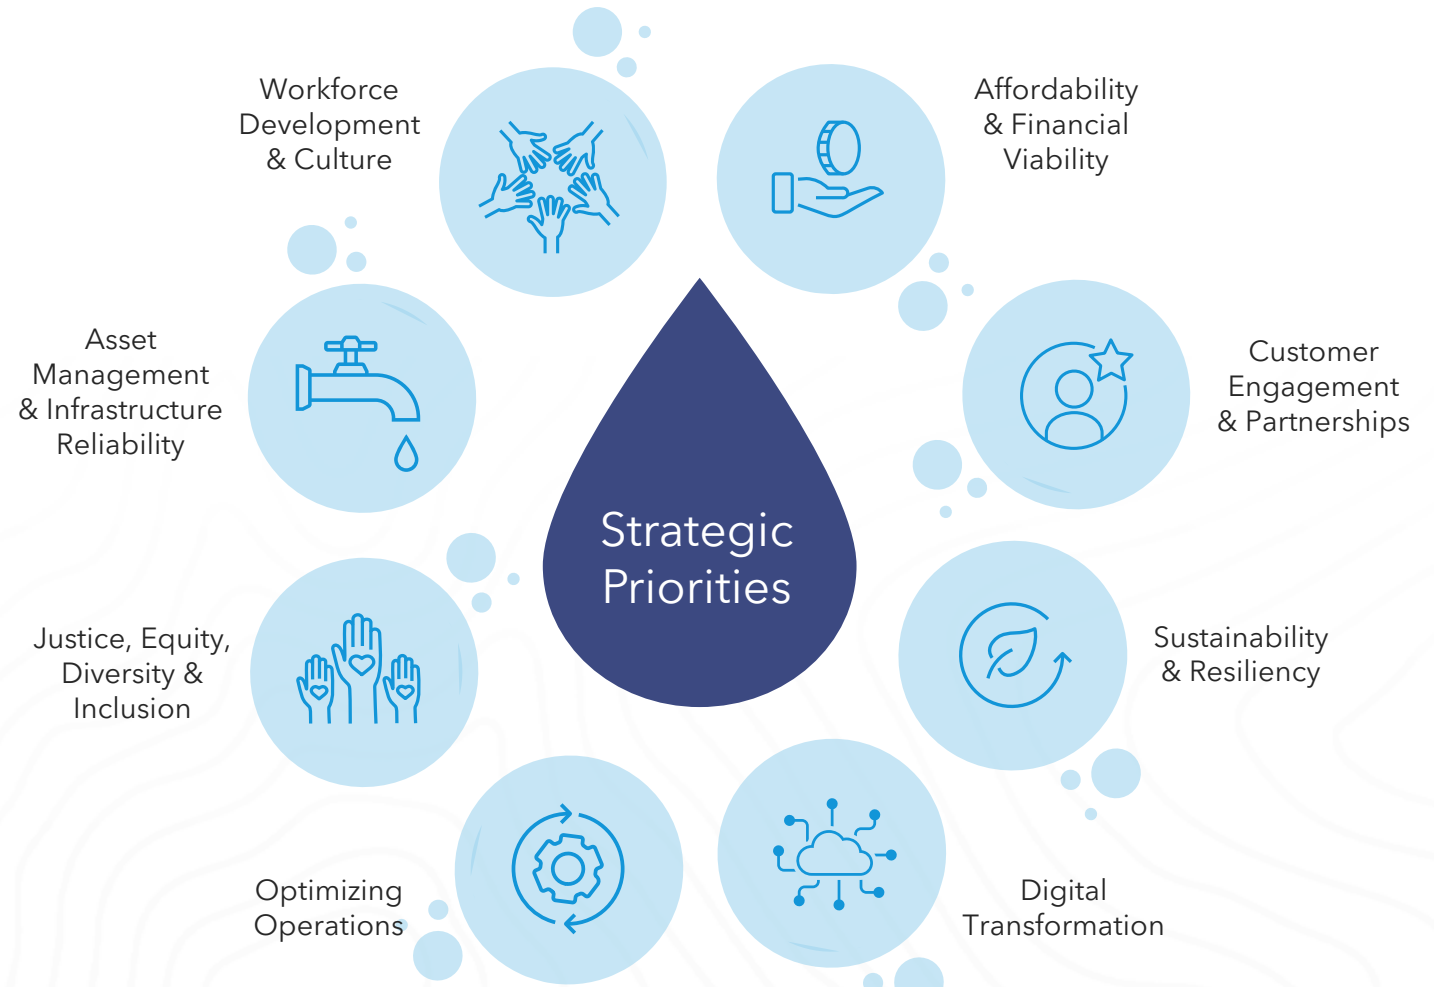 Workforce
Development
& Culture
Affordability
& Financial
Viability
Asset
Management
& Infrastructure
Reliability
Customer
Engagement
& Partnerships
Strategic
Priorities
Justice, Equity,
Diversity &
Inclusion
Sustainability
& Resiliency
Optimizing
Operations
Digital
Transformation